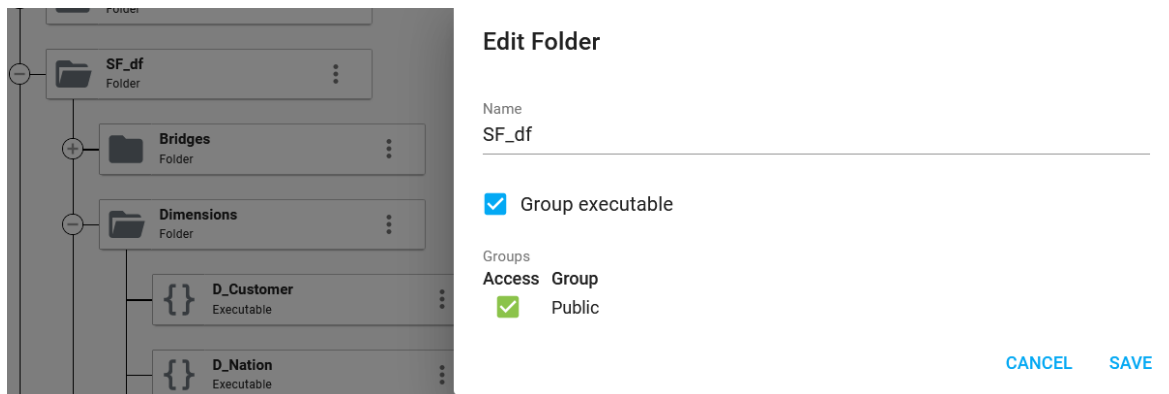 Folder
SF_df
Folder
Bridges
Folder
Dimensions
Folder
D_Customer
Executable
D_Nation
Executable
Edit Folder
Name
SF_df
Group executable
Groups
Access Group
Public
CANCEL SAVE